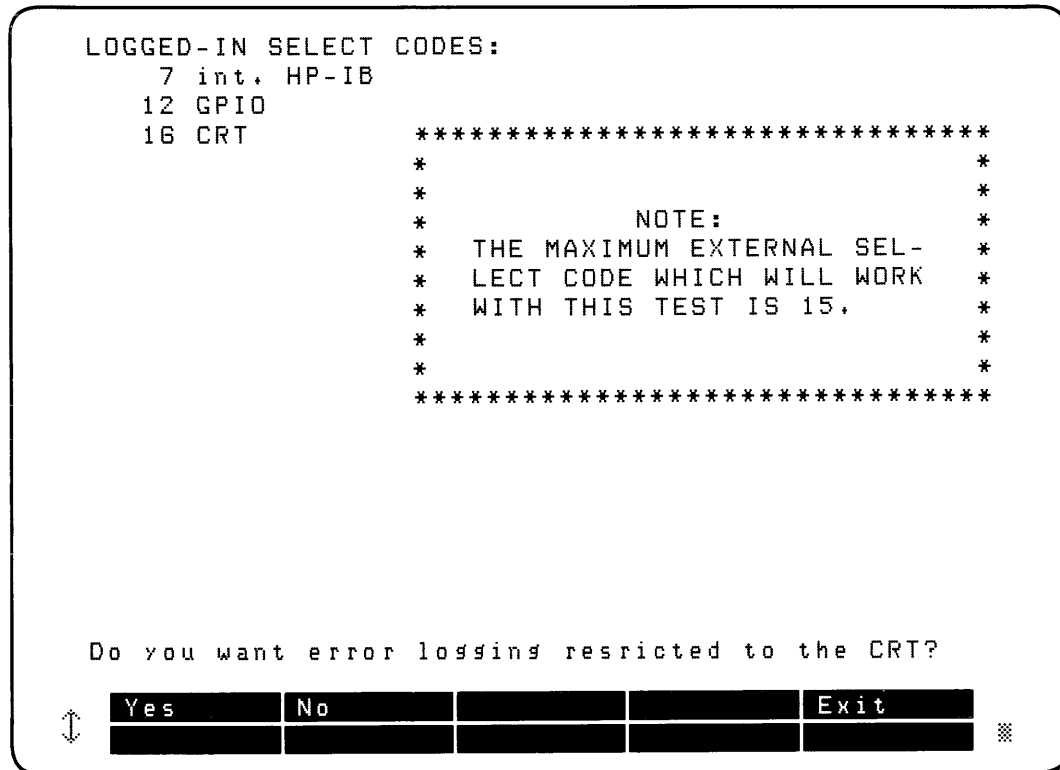 LOGGED-IN SELECT CODES:
7 int. HP-IB
12 GPIO
16 CRT
*********************************
* *
* *
* NOTE: *
* THE MAXIMUM EXTERNAL SEL- *
* LECT CODE WHICH WILL WORK *
* WITH THIS TEST IS 15. *
* *
* *
*********************************
Do you want error logging resricted to the CRT?
Yes No Exit